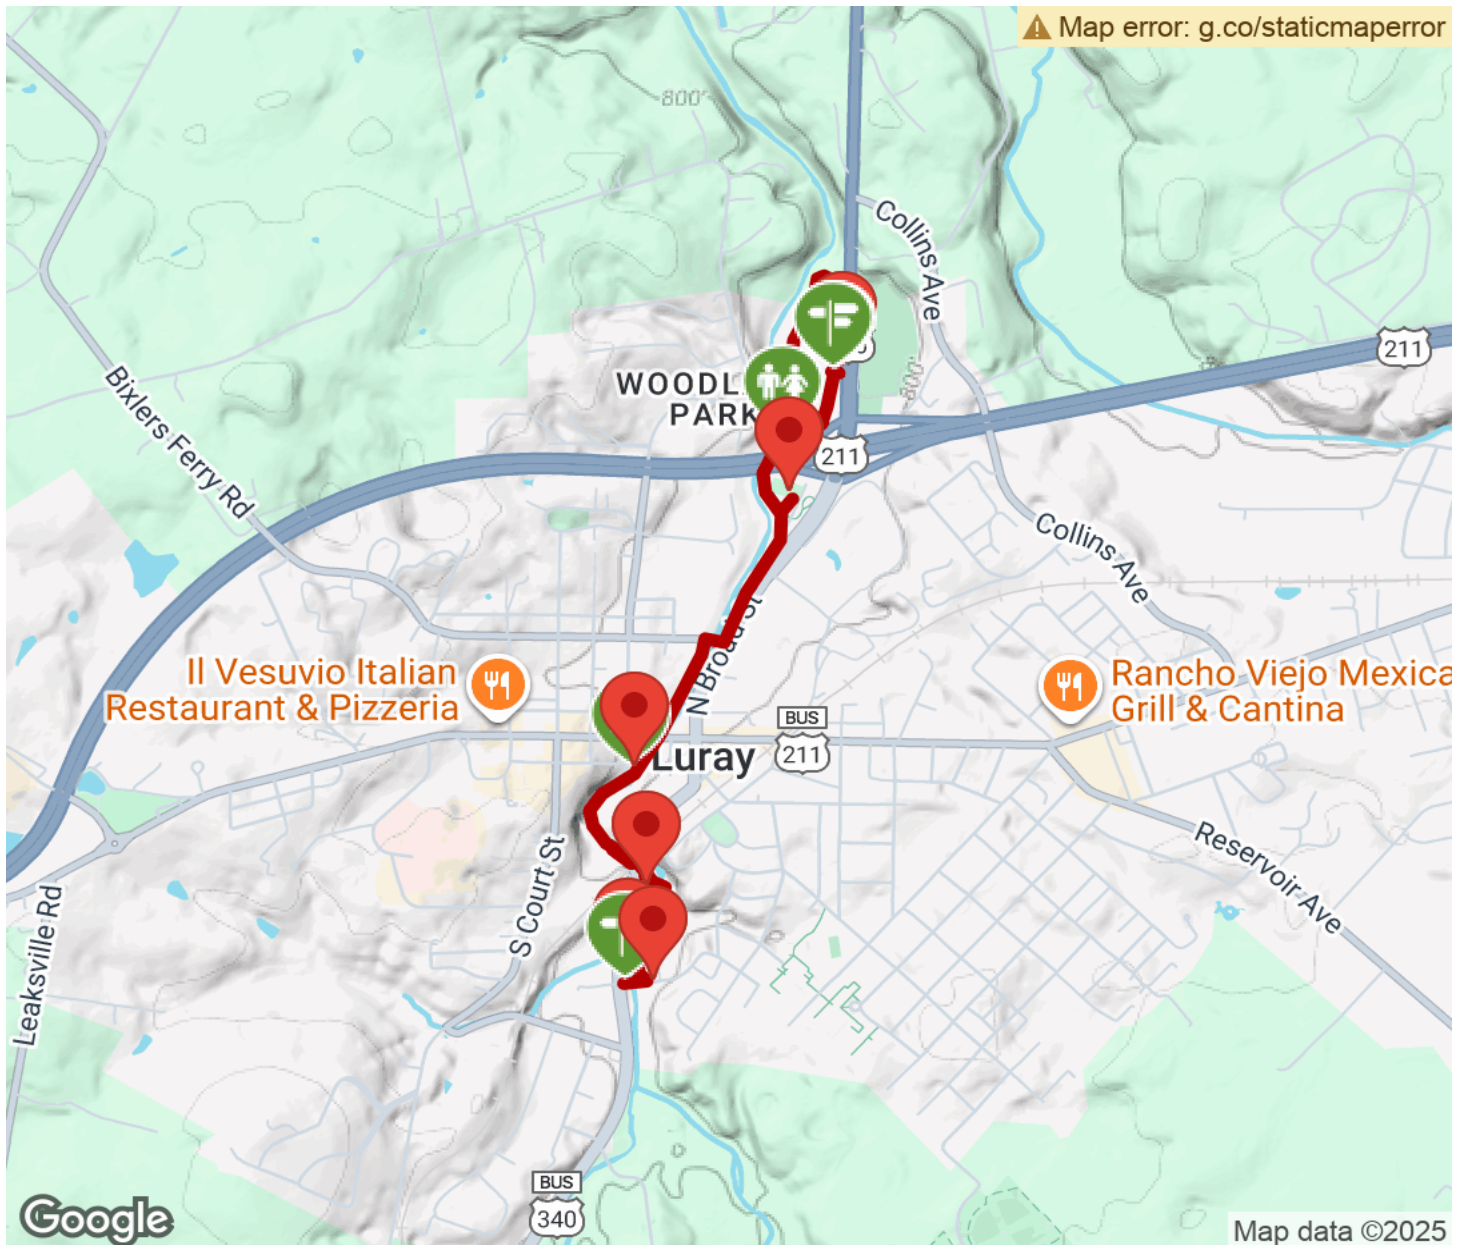 Map error: g.co/staticmaperror
800'
Collins Ave
211
WOODL
PARK
211
Bixlers Ferry Rd
Collins Ave
N Broad St
Il Vesuvio Italian
Restaurant & Pizzeria
Rancho Viejo Mexica
Grill & Cantina
BUS
211
Luray
Reservoir Ave
S Court St
Leaksville Rd
BUS
340
Google
Map data ©2025